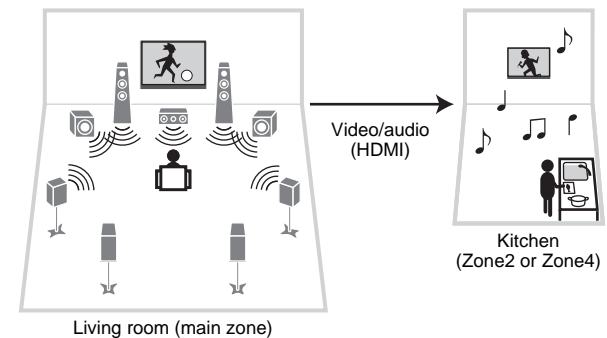 Video/audio
(HDMI)
Kitchen
(Zone2 or Zone4)
Living room (main zone)